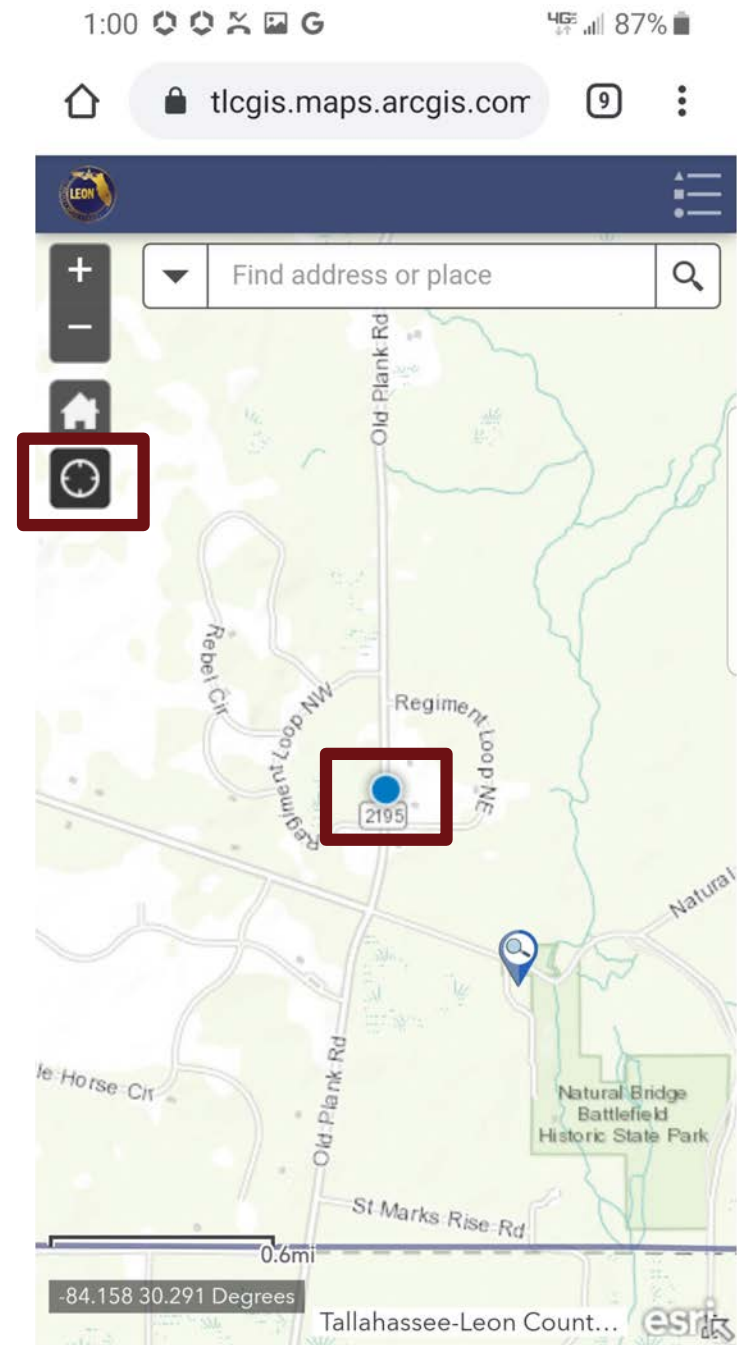 1:00 G 4GE 87%
tlcgis.maps.arcgis.com 9
LEON
+ Find address or place
−
Old Plank Rd
Rebel Cir
Regiment Loop NW
Regiment Loop NE
2195
Natural
Old Plank Rd
le Horse Cir
Natural Bridge
Battlefield
Historic State Park
St Marks Rise Rd
0.6mi
-84.158 30.291 Degrees
Tallahassee-Leon Count...
esri